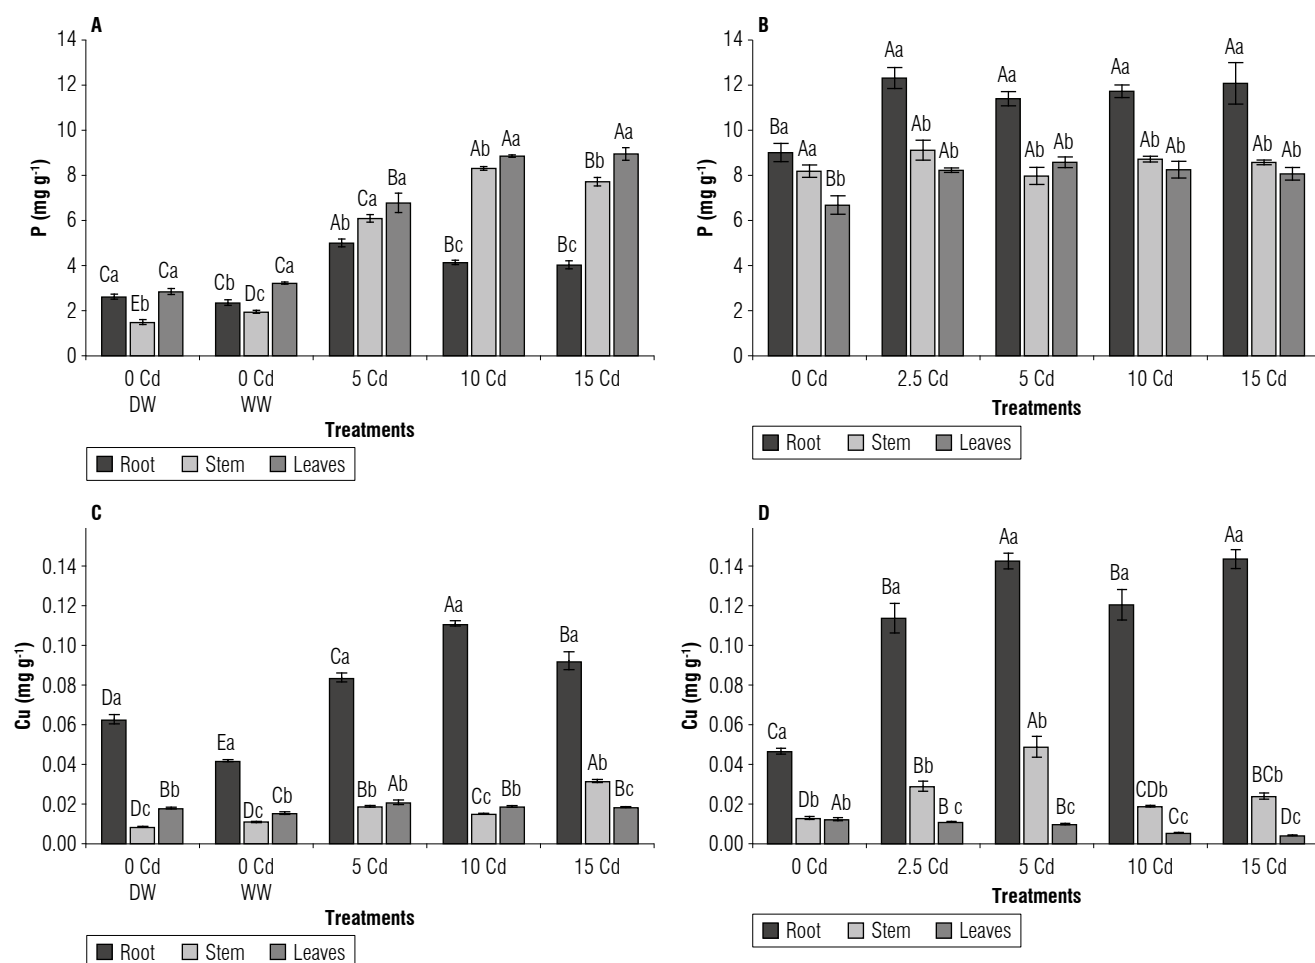 A
14
12
10
8
6
4
2
0
P (mg g-1)
Ca
Eb
Ca
Cb
Dc
Ca
Ab
Ca
Ba
Bc
Ab
Aa
Bc
Bb
Aa
0 Cd DW
0 Cd WW
5 Cd
10 Cd
15 Cd
Treatments
Root Stem Leaves
B
14
12
10
8
6
4
2
0
P (mg g-1)
Ba
Aa
Bb
Aa
Ab
Ab
Aa
Ab
Ab
Aa
Ab
Ab
Aa
Ab
Ab
0 Cd
2.5 Cd
5 Cd
10 Cd
15 Cd
Treatments
Root Stem Leaves
C
0.14
0.12
0.10
0.08
0.06
0.04
0.02
0.00
Cu (mg g-1)
Da
Dc
Bb
Ea
Dc
Cb
Ca
Bb
Ab
Aa
Cc
Bb
Ba
Ab
Bc
0 Cd DW
0 Cd WW
5 Cd
10 Cd
15 Cd
Treatments
Root Stem Leaves
D
0.14
0.12
0.10
0.08
0.06
0.04
0.02
0.00
Cu (mg g-1)
Ca
Db
Ab
Ba
Bb
B c
Aa
Ab
Bc
Ba
CDb
Cc
Aa
BCb
Dc
0 Cd
2.5 Cd
5 Cd
10 Cd
15 Cd
Treatments
Root Stem Leaves